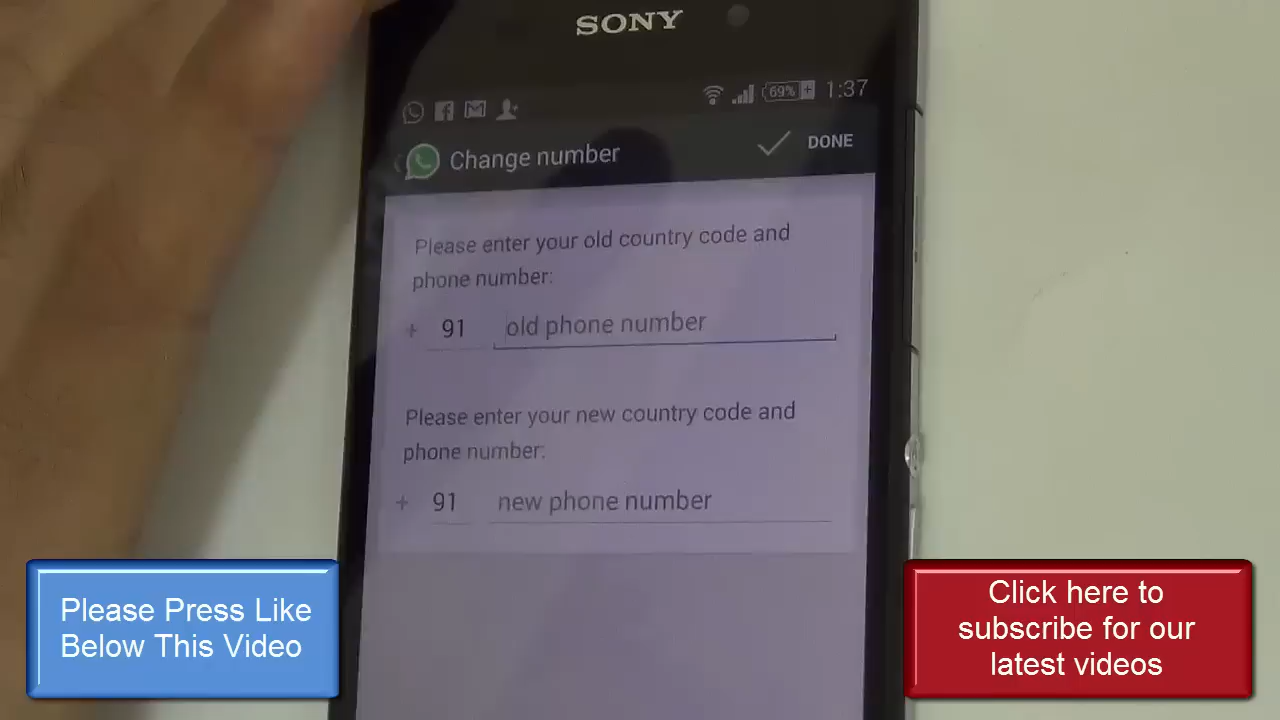 SONY
69% 1:37
Change number
DONE
Please enter your old country code and
phone number:
+ 91 old phone number
Please enter your new country code and
phone number:
+ 91 new phone number
Please Press Like
Below This Video
Click here to
subscribe for our
latest videos